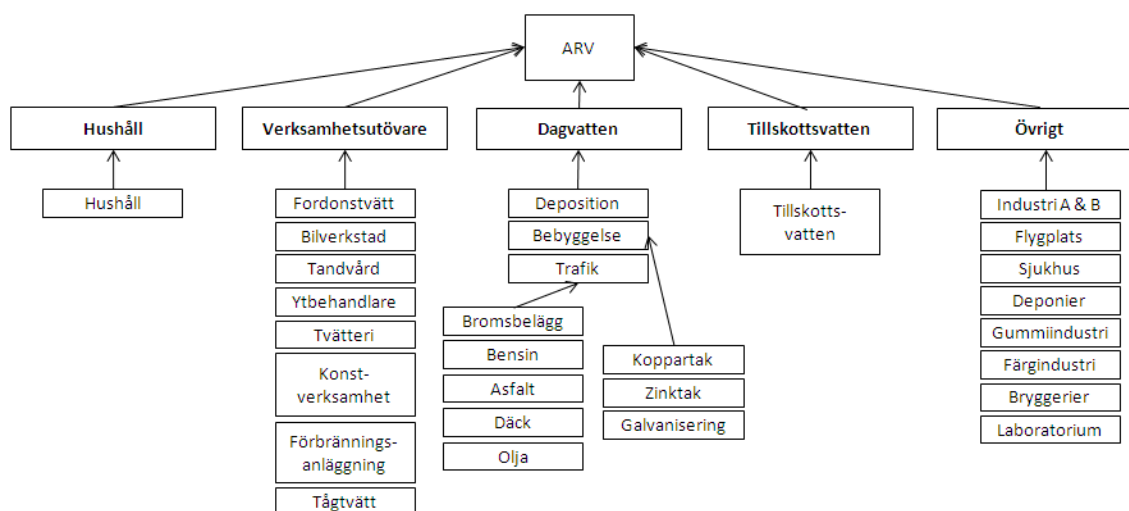 ARV
Hushåll
Verksamhetsutövare
Dagvatten
Tillskottsvatten
Övrigt
Hushåll
Fordonstvätt
Bilverkstad
Tandvård
Ytbehandlare
Tvätteri
Konst-
verksamhet
Förbrännings-
anläggning
Tågtvätt
Deposition
Bebyggelse
Trafik
Bromsbelägg
Bensin
Asfalt
Däck
Olja
Koppartak
Zinktak
Galvanisering
Tillskotts-
vatten
Industri A & B
Flygplats
Sjukhus
Deponier
Gummiindustri
Färgindustri
Bryggerier
Laboratorium